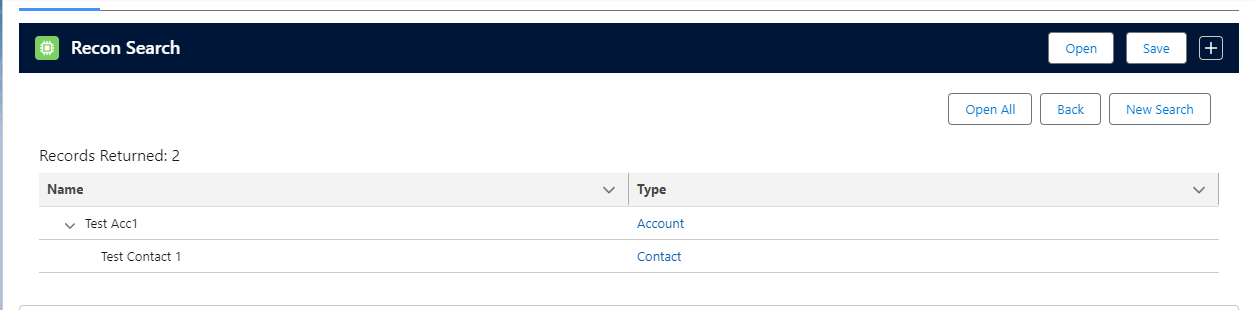 Recon Search
Open
Save
Open All
Back
New Search
Records Returned: 2
Name
Type
Test Acc1
Account
Test Contact 1
Contact